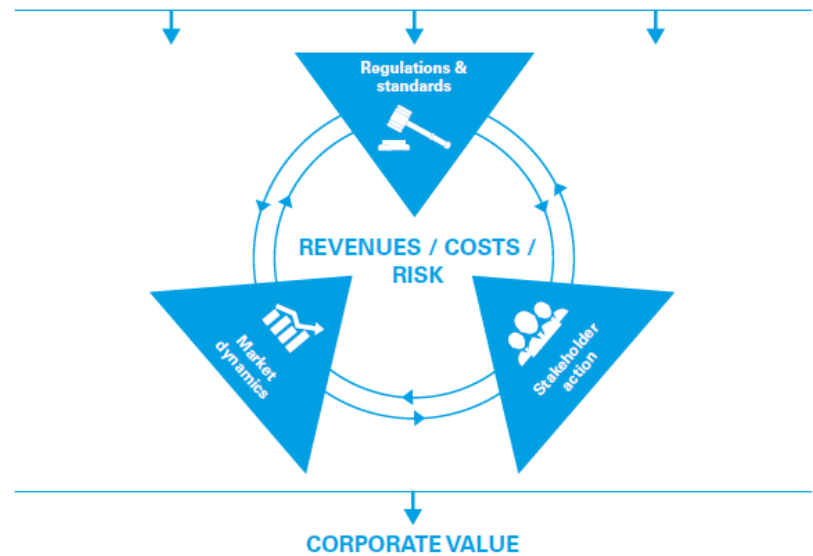 Regulations &
standards
REVENUES / COSTS /
RISK
Market
dynamics
Stakeholder
action
CORPORATE VALUE